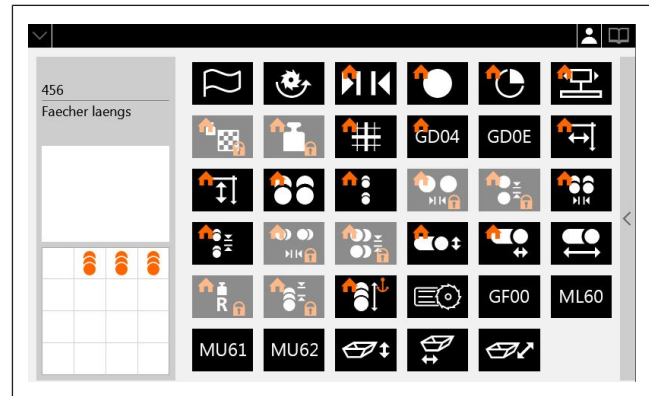 456
Faecher laengs
GD04 GD0E
R GF00 ML60
MU61 MU62